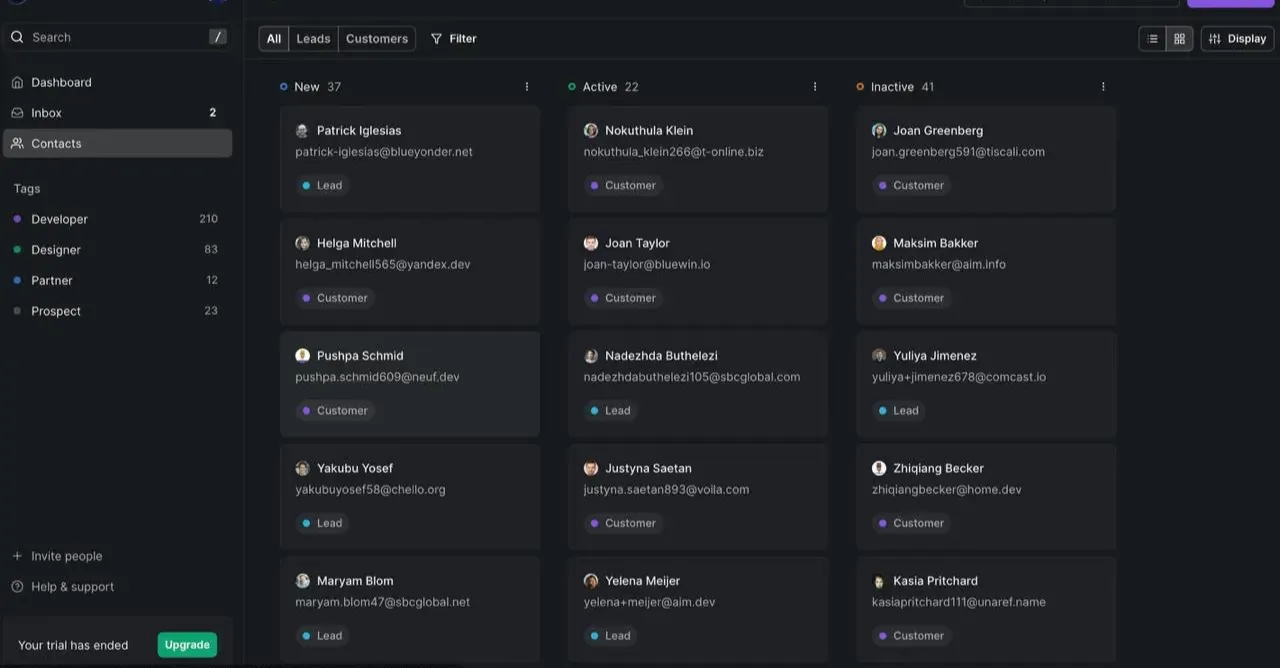 Search /
Dashboard
Inbox 2
Contacts
Tags
Developer 210
Designer 83
Partner 12
Prospect 23
Invite people
Help & support
Your trial has ended Upgrade
All Leads Customers Filter Display
New 37
Patrick Iglesias
patrick-iglesias@blueyonder.net
Lead
Helga Mitchell
helga_mitchell565@yandex.dev
Customer
Pushpa Schmid
pushpa.schmid609@neuf.dev
Customer
Yakubu Yosef
yakubuyosef58@chello.org
Lead
Maryam Blom
maryam.blom47@sbcglobal.net
Lead
Active 22
Nokuthula Klein
nokuthula_klein266@t-online.biz
Customer
Joan Taylor
joan-taylor@bluewin.io
Customer
Nadezhda Buthelezi
nadezhdabuthelezi105@sbcglobal.com
Lead
Justyna Saetan
justyna.saetan893@voila.com
Customer
Yelena Meijer
yelena+meijer@aim.dev
Lead
Inactive 41
Joan Greenberg
joan.greenberg591@tiscali.com
Customer
Maksim Bakker
maksimbakker@aim.info
Customer
Yuliya Jimenez
yuliya+jimenez678@comcast.io
Lead
Zhiqiang Becker
zhiqiangbecker@home.dev
Customer
Kasia Pritchard
kasiapritchard111@unaref.name
Customer